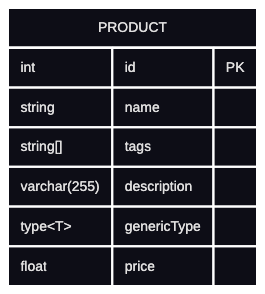 PRODUCT
int id PK
string name
string[] tags
varchar(255) description
type<T> genericType
float price